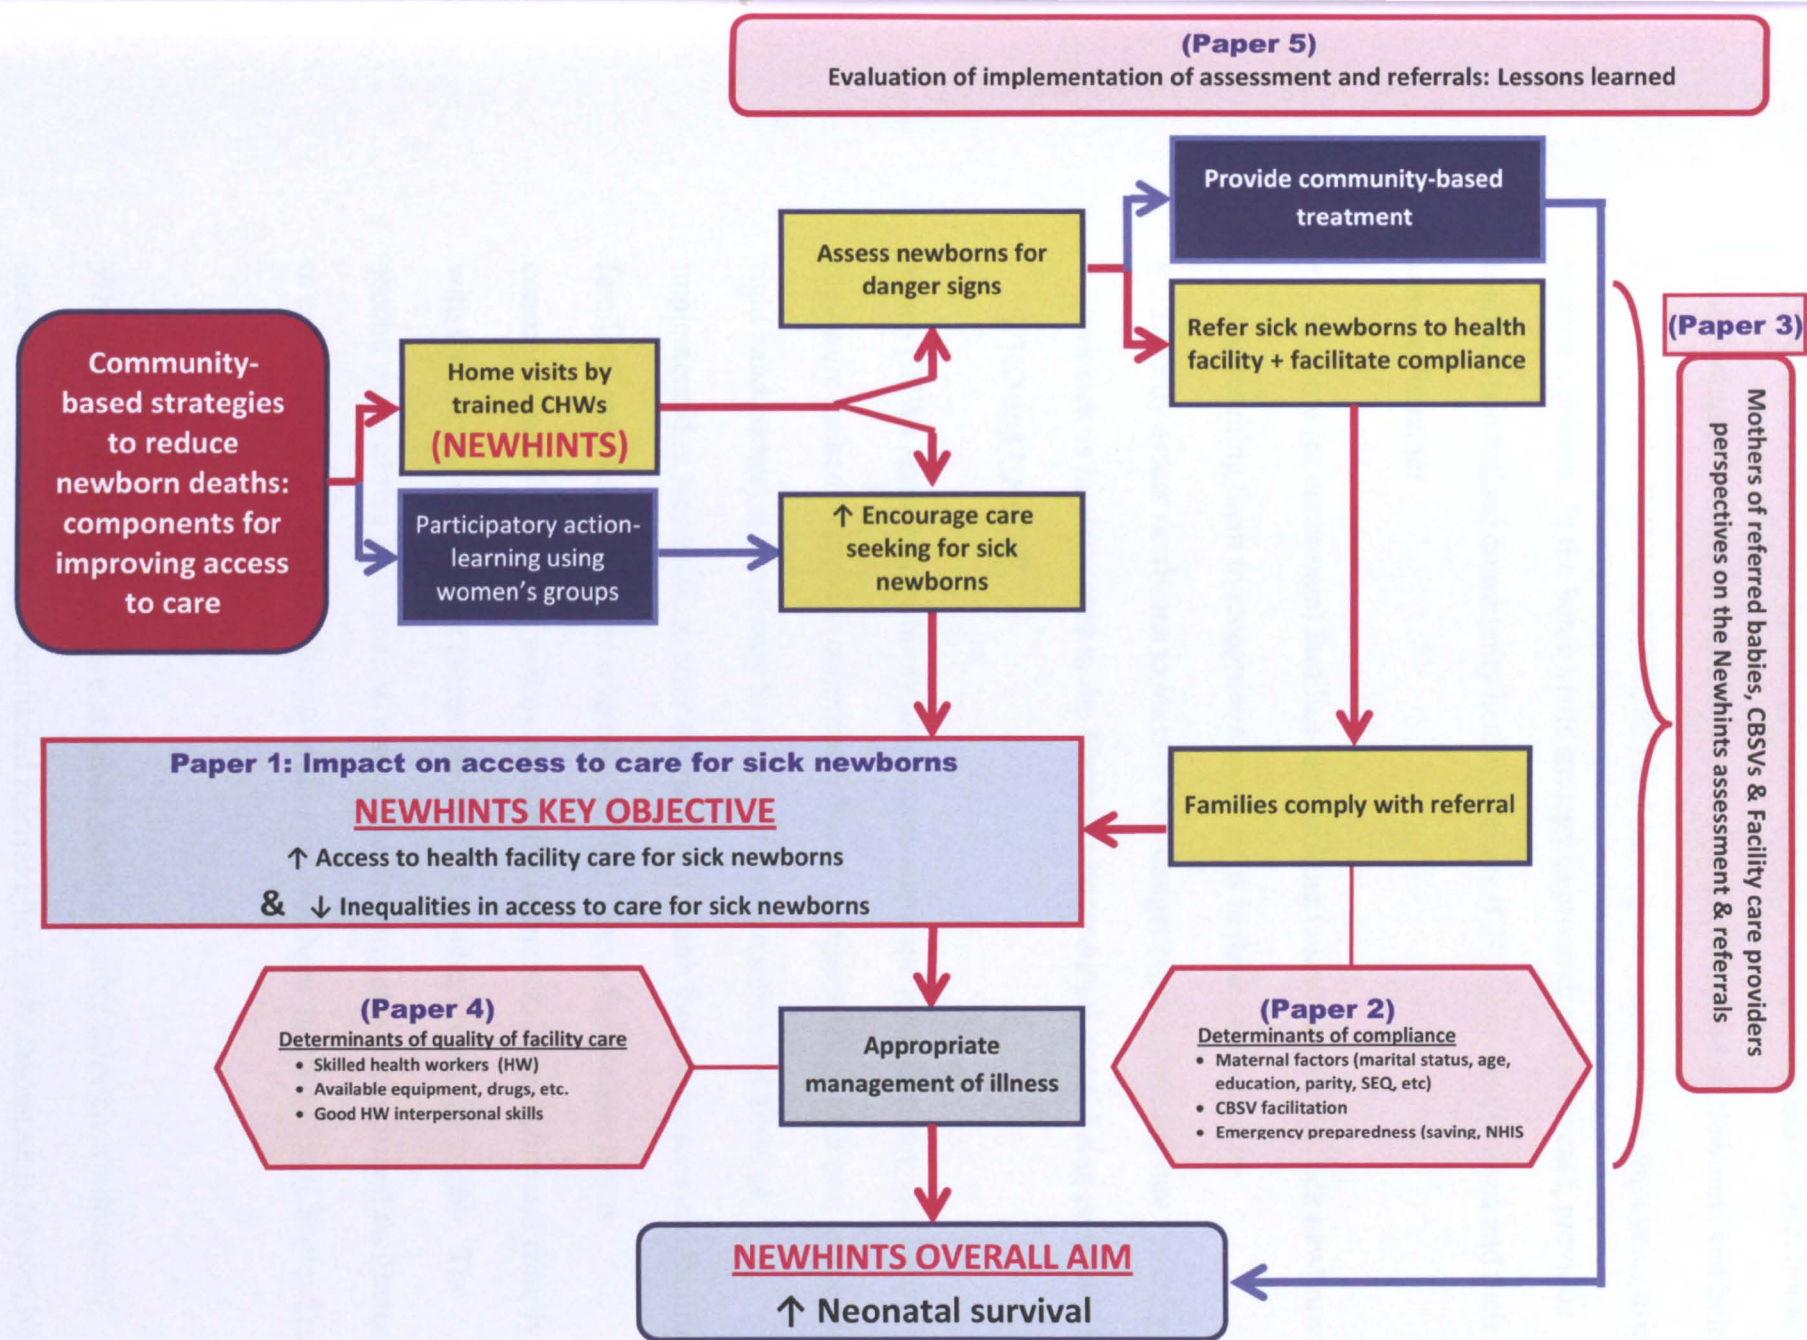 (Paper 5)
Evaluation of implementation of assessment and referrals: Lessons learned
Provide community-based
treatment
Assess newborns for
danger signs
Refer sick newborns to health
facility + facilitate compliance
(Paper 3)
Mothers of referred babies, CBSVs & Facility care providers
perspectives on the Newhints assessment & referrals
Community-
based strategies
to reduce
newborn deaths:
components for
improving access
to care
Home visits by
trained CHWs
(NEWHINTS)
Participatory action-
learning using
women's groups
↑ Encourage care
seeking for sick
newborns
Paper 1: Impact on access to care for sick newborns
NEWHINTS KEY OBJECTIVE
↑ Access to health facility care for sick newborns
& ↓ Inequalities in access to care for sick newborns
Families comply with referral
(Paper 4)
Determinants of quality of facility care
• Skilled health workers (HW)
• Available equipment, drugs, etc.
• Good HW interpersonal skills
Appropriate
management of illness
(Paper 2)
Determinants of compliance
• Maternal factors (marital status, age,
education, parity, SEQ, etc)
• CBSV facilitation
• Emergency preparedness (saving, NHIS
NEWHINTS OVERALL AIM
↑ Neonatal survival